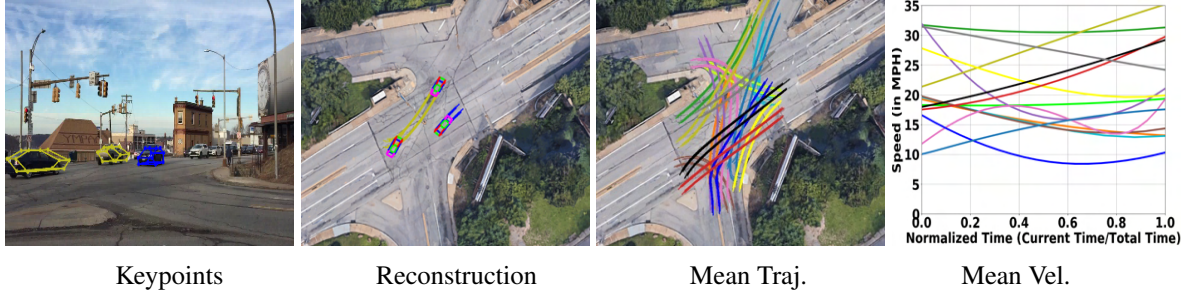 35
30
25
20
15
10
5
0
0.0 0.2 0.4 0.6 0.8 1.0
Speed (in MPH)
Normalized Time (Current Time/Total Time)
Keypoints Reconstruction Mean Traj. Mean Vel.